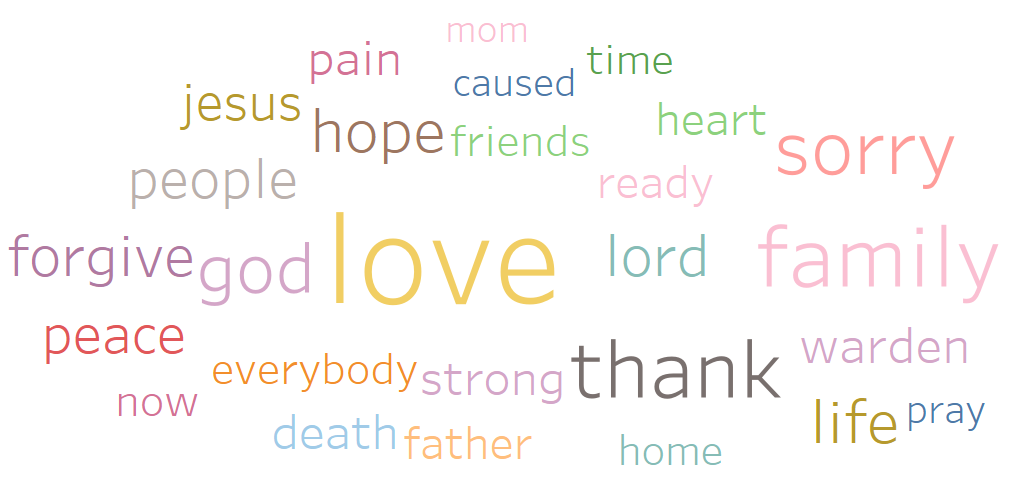 mom
pain
time
caused
jesus
hope
friends
heart
sorry
people
ready
forgive
god
love
lord
family
peace
everybody
strong
thank
warden
now
death
father
home
life
pray